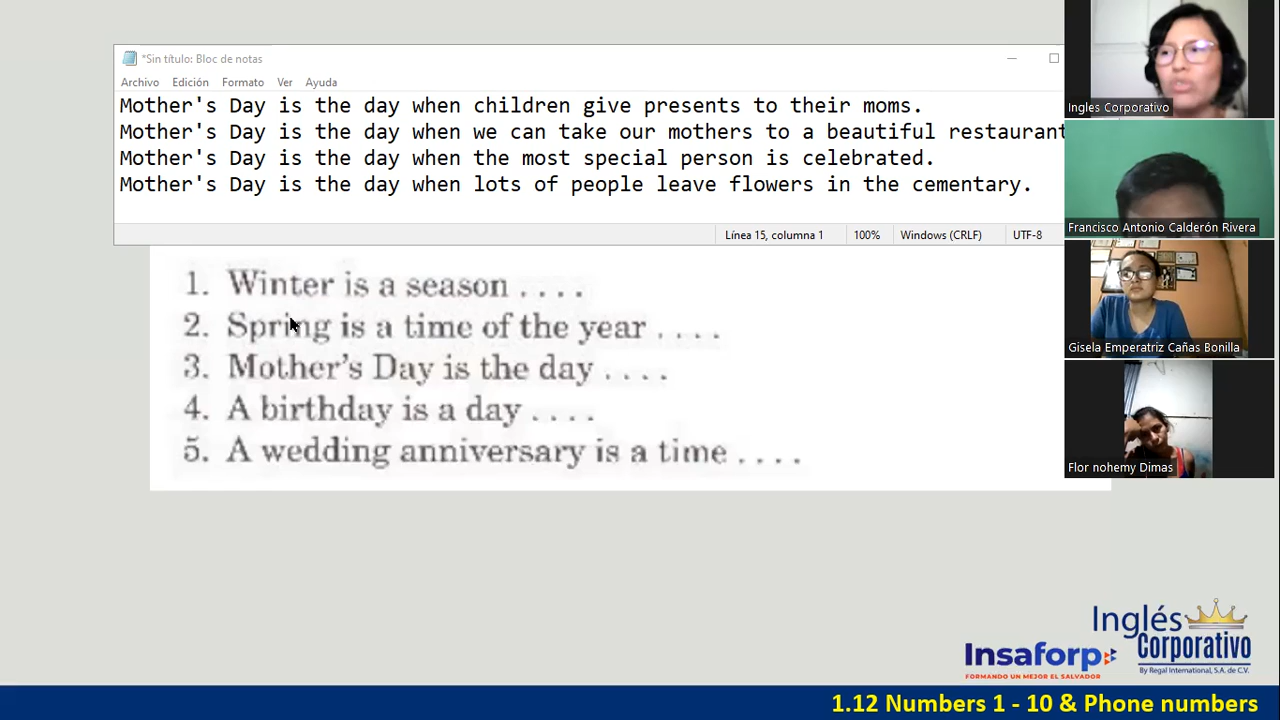 *Sin título: Bloc de notas
Archivo Edición Formato Ver Ayuda
Mother's Day is the day when children give presents to their moms.
Mother's Day is the day when we can take our mothers to a beautiful restaurant
Mother's Day is the day when the most special person is celebrated.
Mother's Day is the day when lots of people leave flowers in the cementary.
Línea 15, columna 1 100% Windows (CRLF) UTF-8
1. Winter is a season . . . .
2. Spring is a time of the year . . . .
3. Mother's Day is the day . . . .
4. A birthday is a day . . . .
5. A wedding anniversary is a time . . . .
Ingles Corporativo
Francisco Antonio Calderón Rivera
Gisela Emperatriz Cañas Bonilla
Flor nohemy Dimas
Insaforp
FORMANDO UN MEJOR EL SALVADOR
Inglés
Corporativo
By Regal International, S.A. de C.V.
1.12 Numbers 1 - 10 & Phone numbers